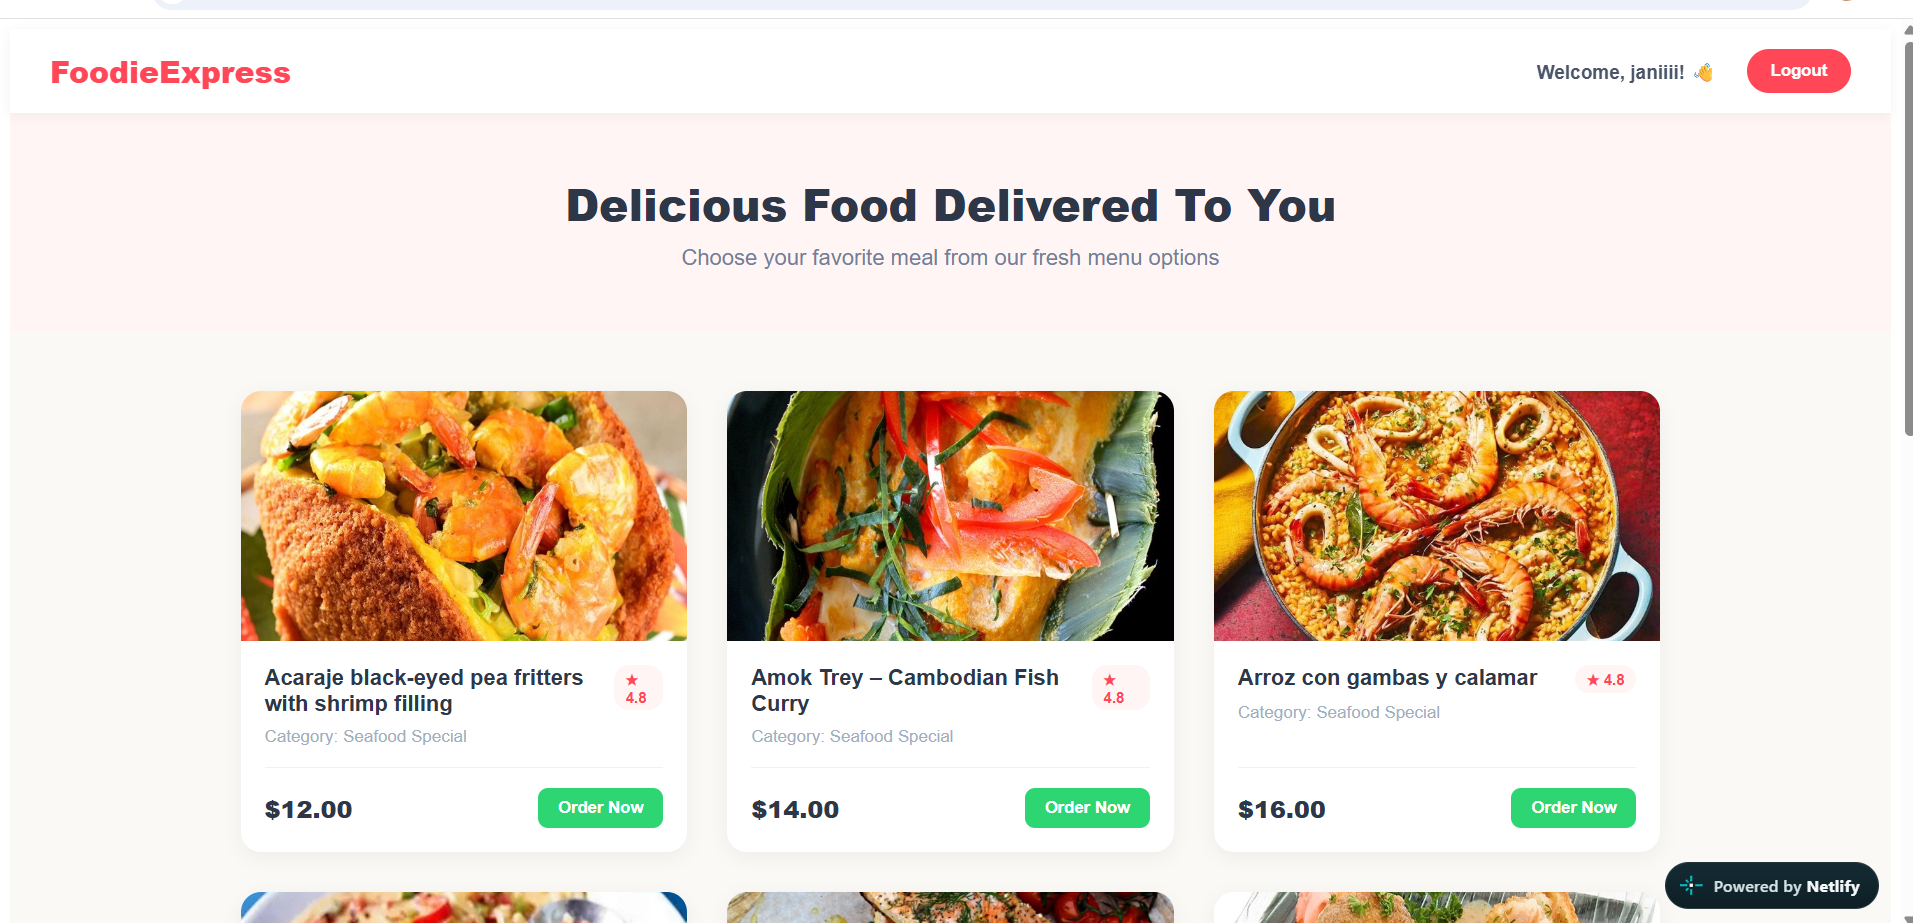 FoodieExpress
Welcome, janiiii! 👋
Logout
Delicious Food Delivered To You
Choose your favorite meal from our fresh menu options
Acaraje black-eyed pea fritters
with shrimp filling
★
4.8
Category: Seafood Special
$12.00
Order Now
Amok Trey – Cambodian Fish
Curry
★
4.8
Category: Seafood Special
$14.00
Order Now
Arroz con gambas y calamar
★ 4.8
Category: Seafood Special
$16.00
Order Now
Powered by Netlify